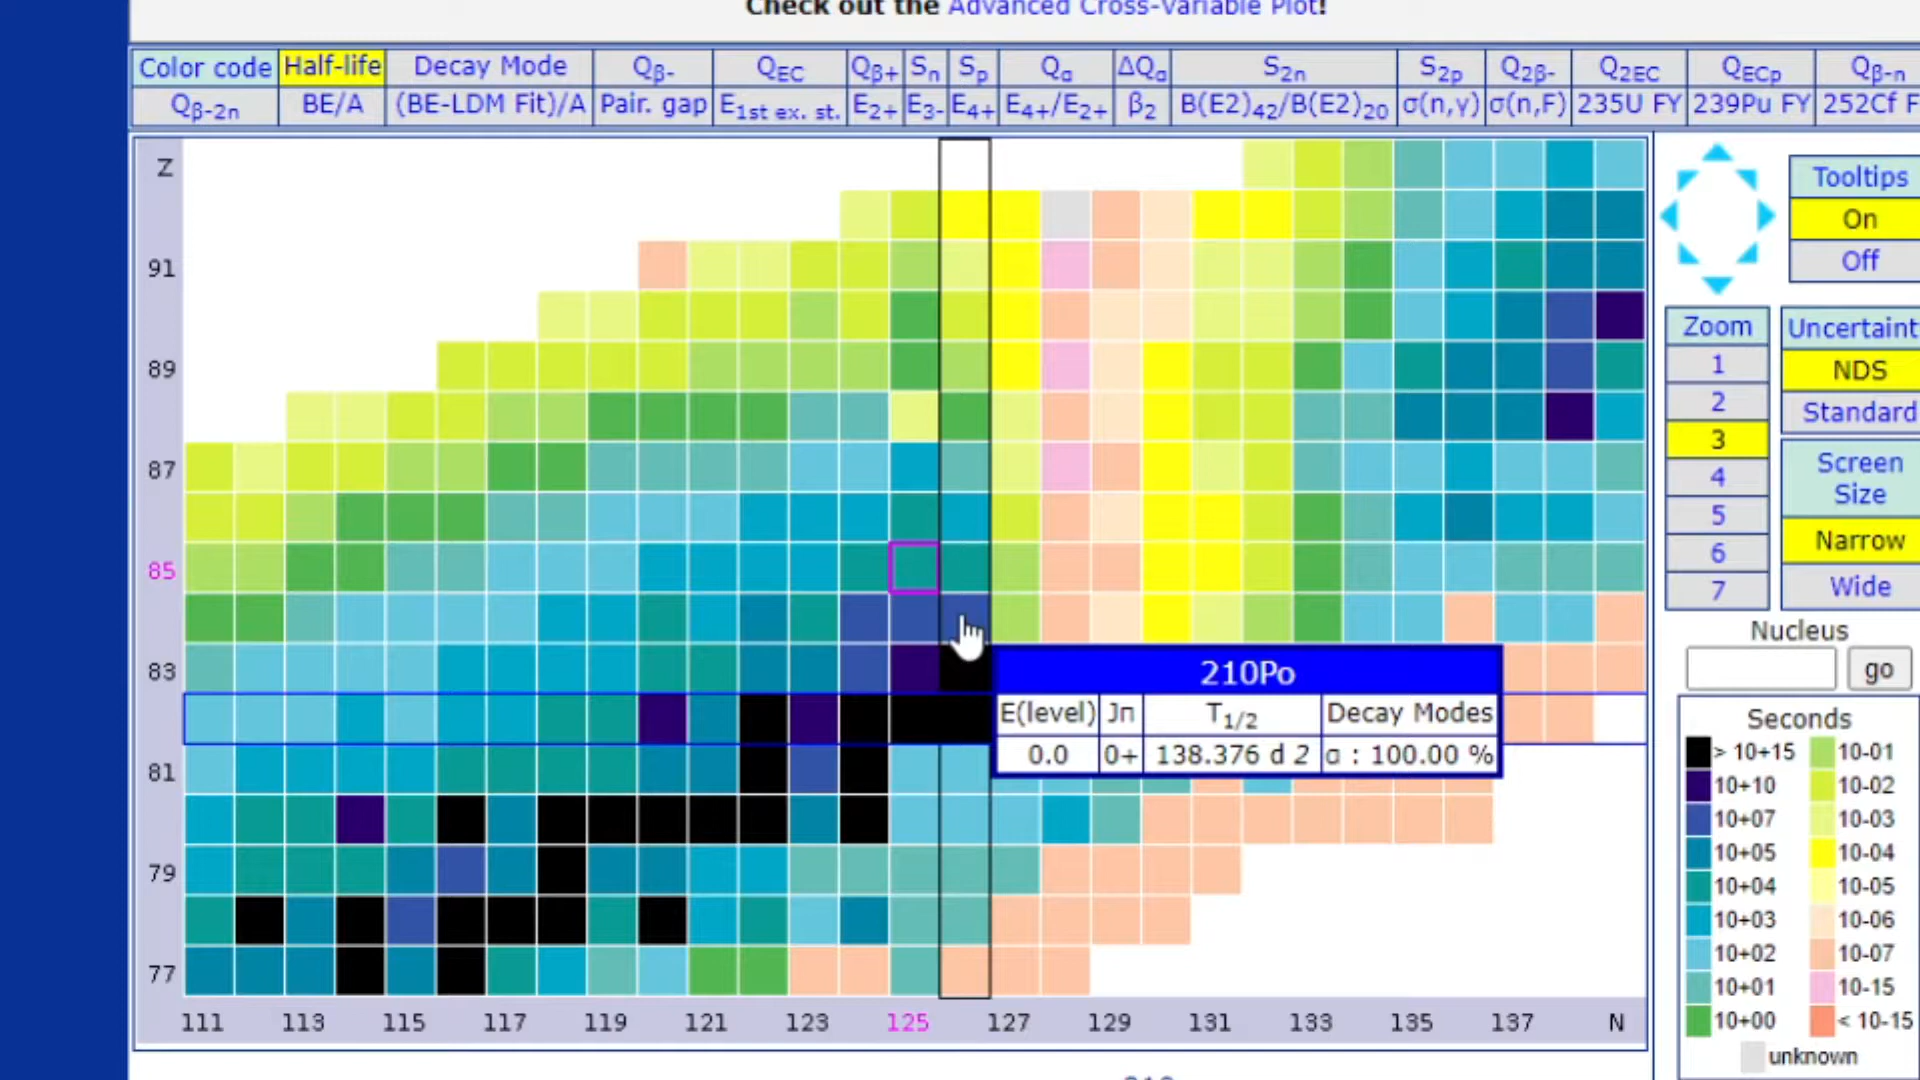 Check out the Advanced Cross-Variable Plot!
Color code Half-life Decay Mode Qβ- QEC Qβ+ Sn Sp Qα ΔQα S2n S2p Q2β- Q2EC QECp Qβ-n
Qβ-2n BE/A (BE-LDM Fit)/A Pair. gap E1st ex. st. E2+ E3- E4+ E4+/E2+ β2 B(E2)42/B(E2)20 σ(n,γ) σ(n,F) 235U FY 239Pu FY 252Cf F
Z
91
89
87
85
83
81
79
77
111 113 115 117 119 121 123 125 127 129 131 133 135 137 N
210Po
E(level) Jπ T1/2 Decay Modes
0.0 0+ 138.376 d 2 α : 100.00 %
Tooltips
On
Off
Zoom
1
2
3
4
5
6
7
Uncertaint
NDS
Standard
Screen
Size
Narrow
Wide
Nucleus
go
Seconds
> 10+15 10-01
10+10 10-02
10+07 10-03
10+05 10-04
10+04 10-05
10+03 10-06
10+02 10-07
10+01 10-15
10+00 < 10-15
unknown